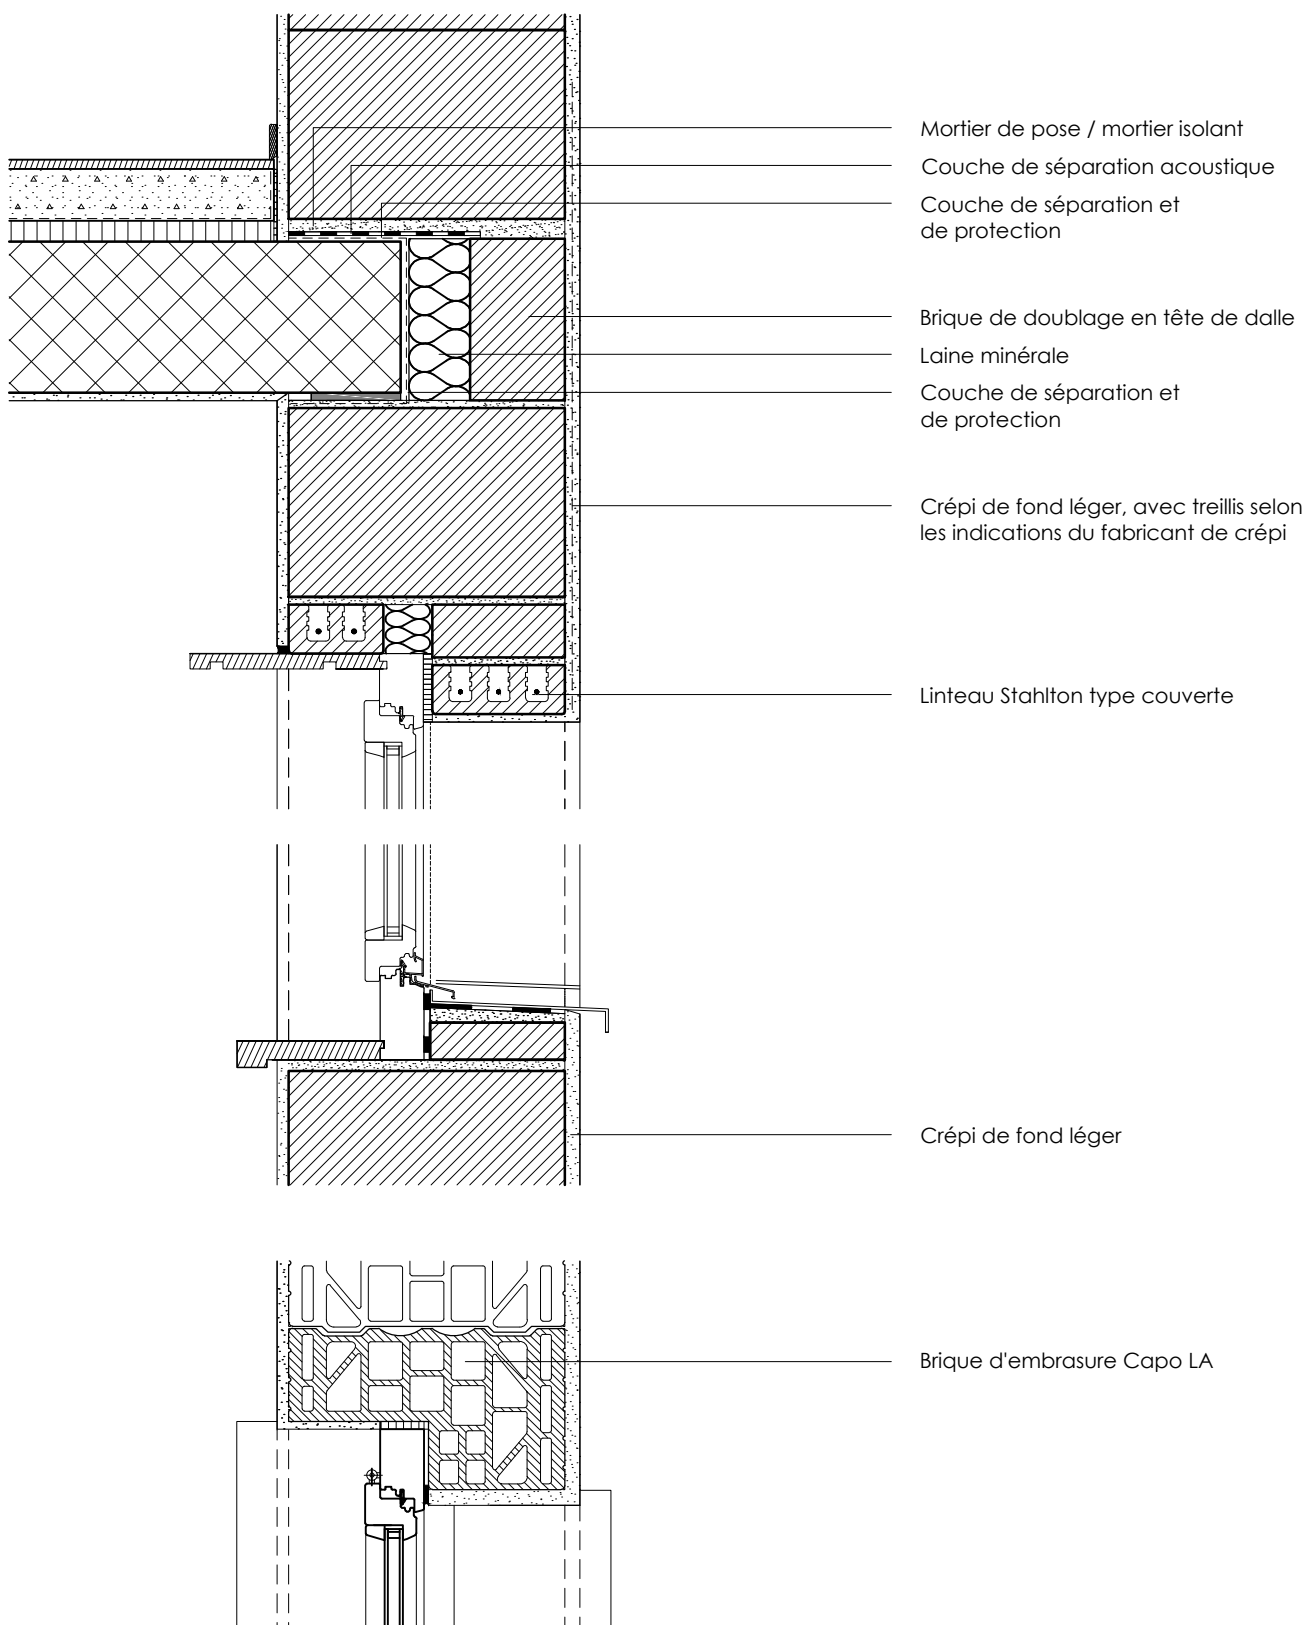 Mortier de pose / mortier isolant
Couche de séparation acoustique
Couche de séparation et
de protection
Brique de doublage en tête de dalle
Laine minérale
Couche de séparation et
de protection
Crépi de fond léger, avec treillis selon
les indications du fabricant de crépi
Linteau Stahlton type couverte
Crépi de fond léger
Brique d'embrasure Capo LA